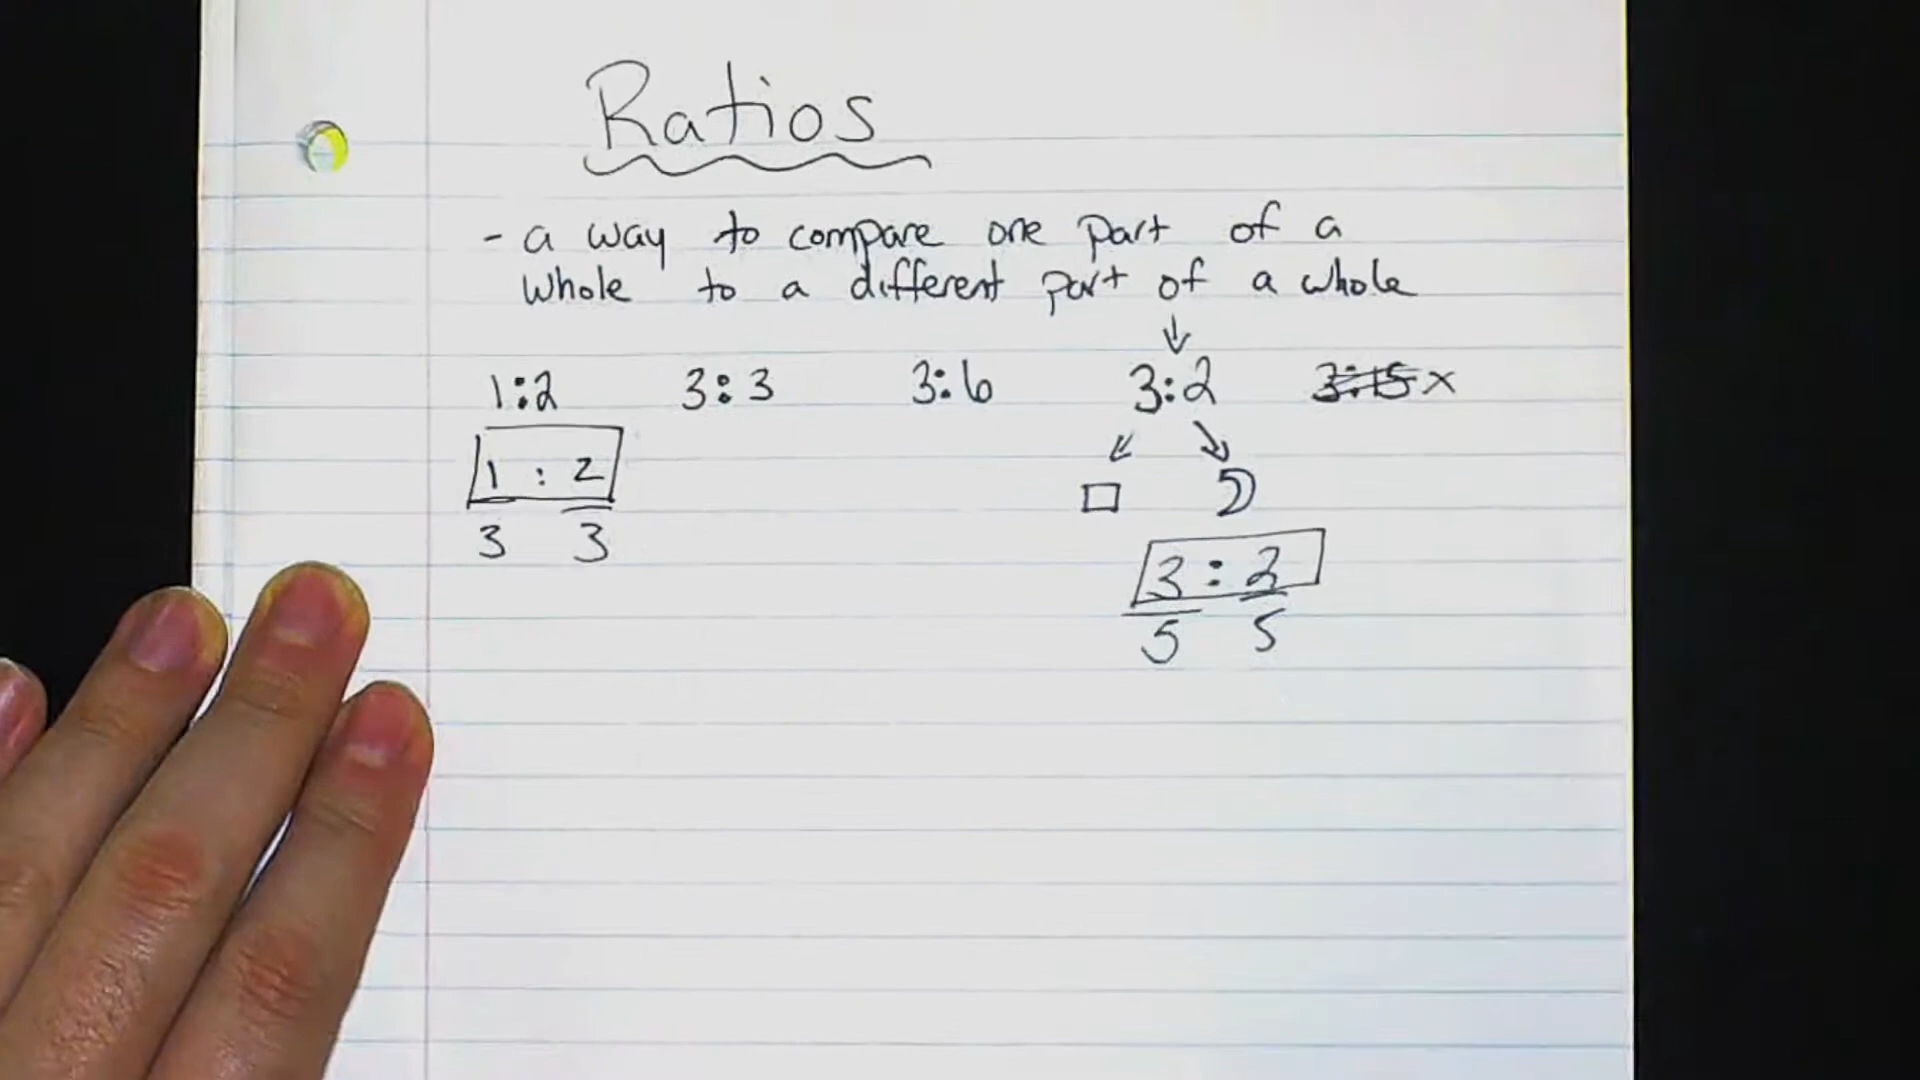 Ratios
- a way to compare one part of a
whole to a different part of a whole
1:2 3:3 3:6 3:2 3:15 x
1 : 2
3 3
3 : 2
5 5